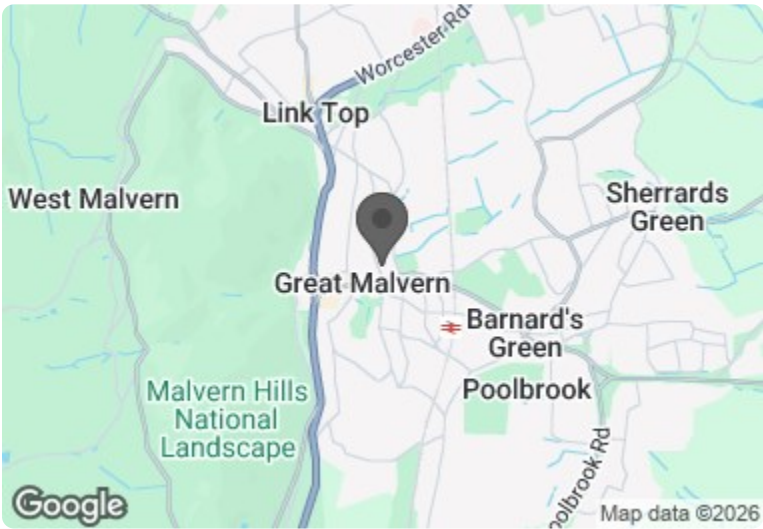 Worcester Rd
Link Top
West Malvern
Sherrards
Green
Great Malvern
Barnard's
Green
Poolbrook
Malvern Hills
National
Landscape
oolbrook Rd
Google
Map data ©2026